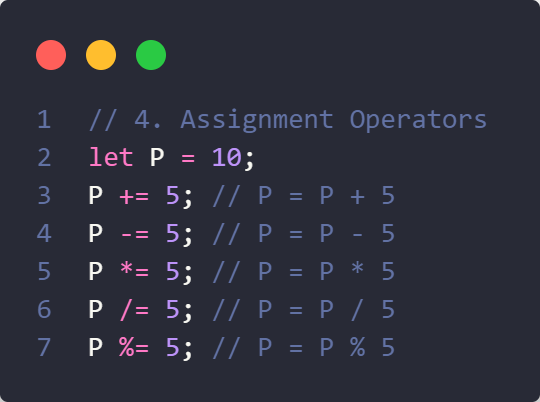 1 // 4. Assignment Operators
2 let P = 10;
3 P += 5; // P = P + 5
4 P -= 5; // P = P - 5
5 P *= 5; // P = P * 5
6 P /= 5; // P = P / 5
7 P %= 5; // P = P % 5